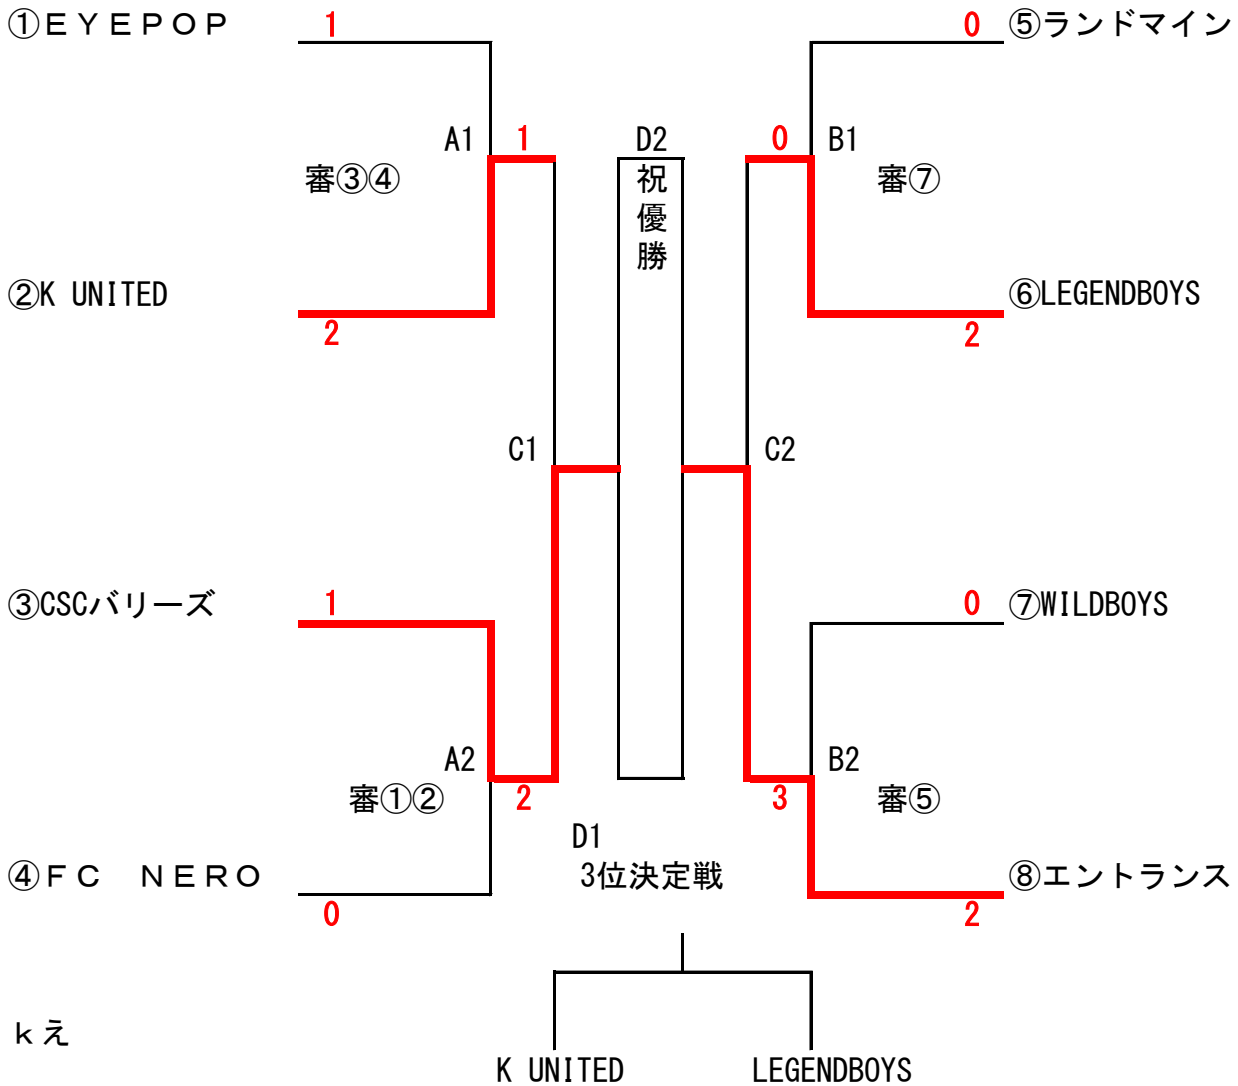 ①ＥＹＥＰＯＰ 1 0 ⑤ランドマイン
A1 1 D2 0 B1
審③④ 祝優勝 審⑦
②K UNITED ⑥LEGENDBOYS
2 2
C1 C2
③CSCバリーズ 1 0 ⑦WILDBOYS
A2 B2
審①② 2 3 審⑤
D1
④ＦＣ　ＮＥＲＯ 3位決定戦 ⑧エントランス
0 2
ｋえ
K UNITED LEGENDBOYS